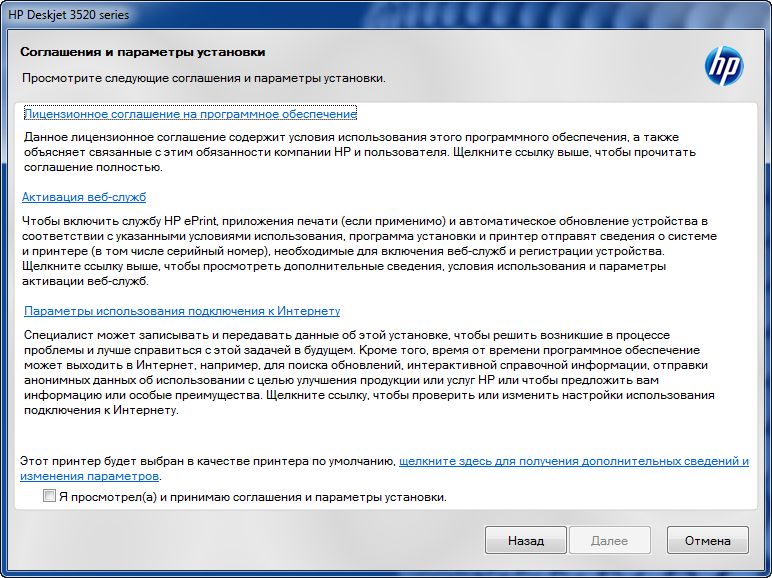 HP Deskjet 3520 series
Соглашения и параметры установки
Просмотрите следующие соглашения и параметры установки.
hp
Лицензионное соглашение на программное обеспечение
Данное лицензионное соглашение содержит условия использования этого программного обеспечения, а также
объясняет связанные с этим обязанности компании HP и пользователя. Щелкните ссылку выше, чтобы прочитать
соглашение полностью.
Активация веб-служб
Чтобы включить службу HP ePrint, приложения печати (если применимо) и автоматическое обновление устройства в
соответствии с указанными условиями использования, программа установки и принтер отправят сведения о системе
и принтере (в том числе серийный номер), необходимые для включения веб-служб и регистрации устройства.
Щелкните ссылку выше, чтобы просмотреть дополнительные сведения, условия использования и параметры
активации веб-служб.
Параметры использования подключения к Интернету
Специалист может записывать и передавать данные об этой установке, чтобы решить возникшие в процессе
проблемы и лучше справиться с этой задачей в будущем. Кроме того, время от времени программное обеспечение
может выходить в Интернет, например, для поиска обновлений, интерактивной справочной информации, отправки
анонимных данных об использовании с целью улучшения продукции или услуг HP или чтобы предложить вам
информацию или особые преимущества. Щелкните ссылку, чтобы проверить или изменить настройки использования
подключения к Интернету.
Этот принтер будет выбран в качестве принтера по умолчанию, щелкните здесь для получения дополнительных сведений и
изменения параметров.
Я просмотрел(а) и принимаю соглашения и параметры установки.
Назад Далее Отмена